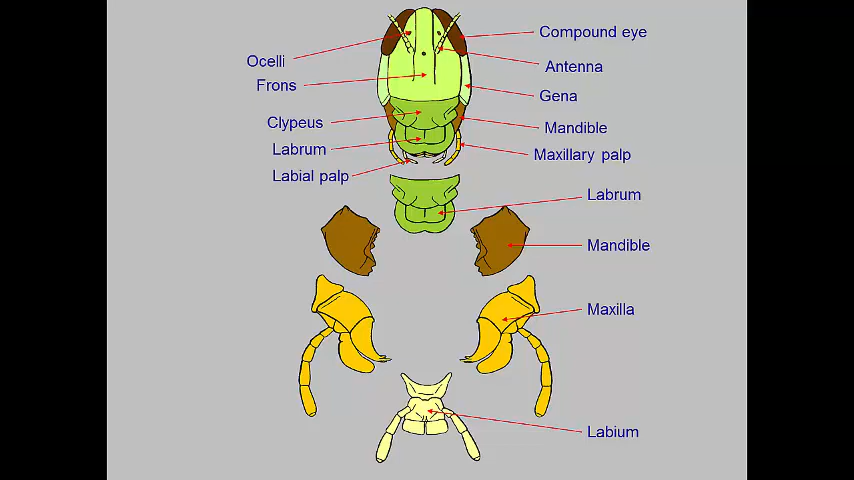 Compound eye
Ocelli
Antenna
Frons
Gena
Clypeus
Mandible
Labrum
Maxillary palp
Labial palp
Labrum
Mandible
Maxilla
Labium